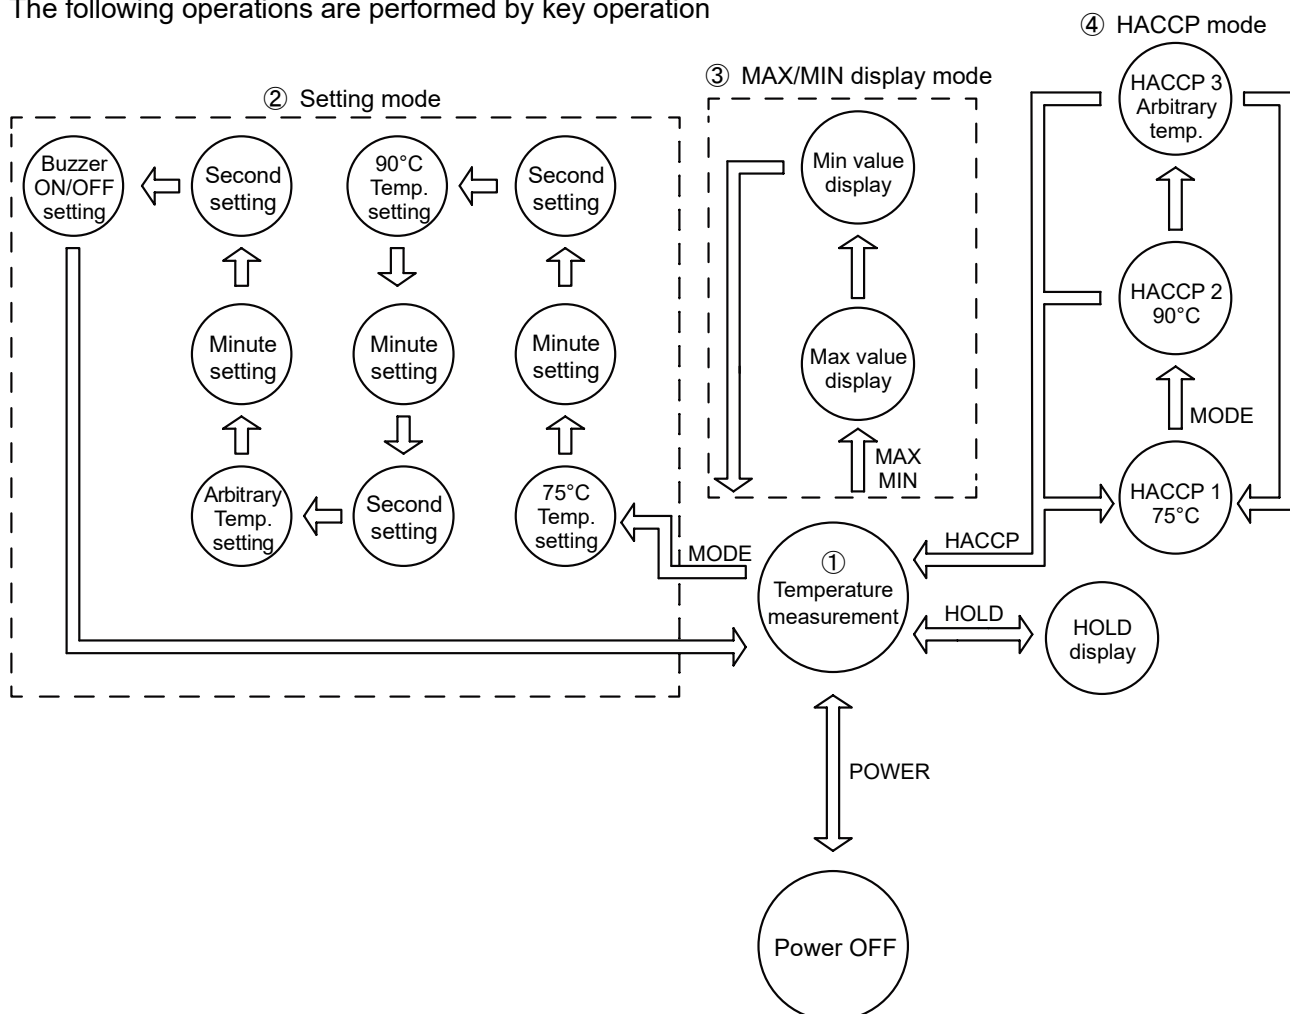 The following operations are performed by key operation
④ HACCP mode
③ MAX/MIN display mode
② Setting mode
Buzzer
ON/OFF
setting
Second
setting
90°C
Temp.
setting
Second
setting
Min value
display
HACCP 3
Arbitrary
temp.
Minute
setting
Minute
setting
Minute
setting
Max value
display
HACCP 2
90°C
MODE
MAX
MIN
Arbitrary
Temp.
setting
Second
setting
75°C
Temp.
setting
HACCP 1
75°C
MODE
①
Temperature
measurement
HACCP
HOLD
HOLD
display
POWER
Power OFF